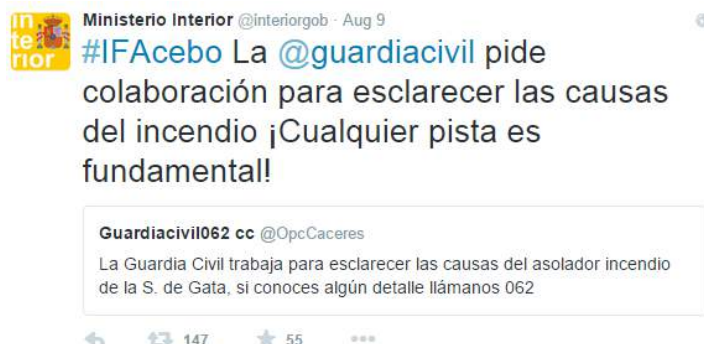 in
te
rior
Ministerio Interior @interiorgob · Aug 9
#IFAcebo La @guardiacivil pide
colaboración para esclarecer las causas
del incendio ¡Cualquier pista es
fundamental!
Guardiacivil062 cc @OpcCaceres
La Guardia Civil trabaja para esclarecer las causas del asolador incendio
de la S. de Gata, si conoces algún detalle llámanos 062
147 55